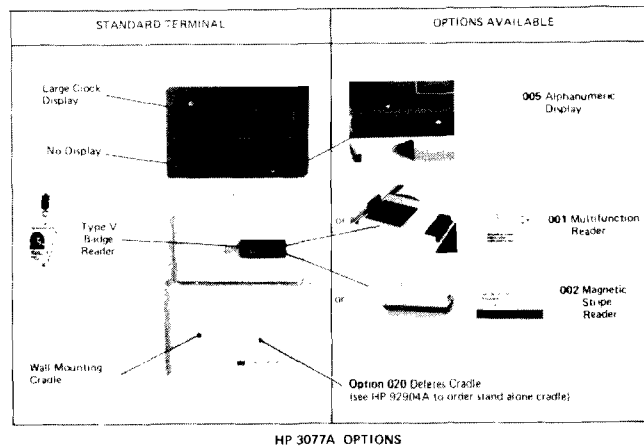 STANDARD TERMINAL
OPTIONS AVAILABLE
Large Clock
Display
No Display
005 Alphanumeric
Display
Type V
Badge
Reader
or
001 Multifunction
Reader
or
002 Magnetic
Stripe
Reader
Wall Mounting
Cradle
Option 020 Deletes Cradle
(see HP 92904A to order stand alone cradle)
HP 3077A OPTIONS